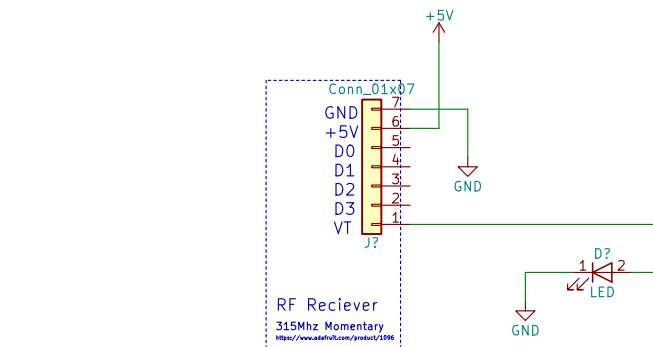 +5V
Conn_01x07
GND 7
+5V 6
D0 5
D1 4
D2 3
D3 2
VT 1
J?
GND
D?
1 2
LED
GND
RF Reciever
315Mhz Momentary
https://www.adafruit.com/product/1096